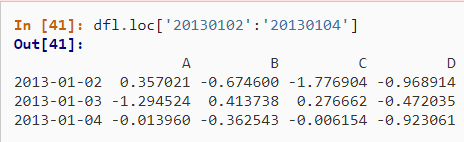 In [41]: dfl.loc['20130102':'20130104']
Out[41]:
                   A         B         C         D
2013-01-02  0.357021 -0.674600 -1.776904 -0.968914
2013-01-03 -1.294524  0.413738  0.276662 -0.472035
2013-01-04 -0.013960 -0.362543 -0.006154 -0.923061